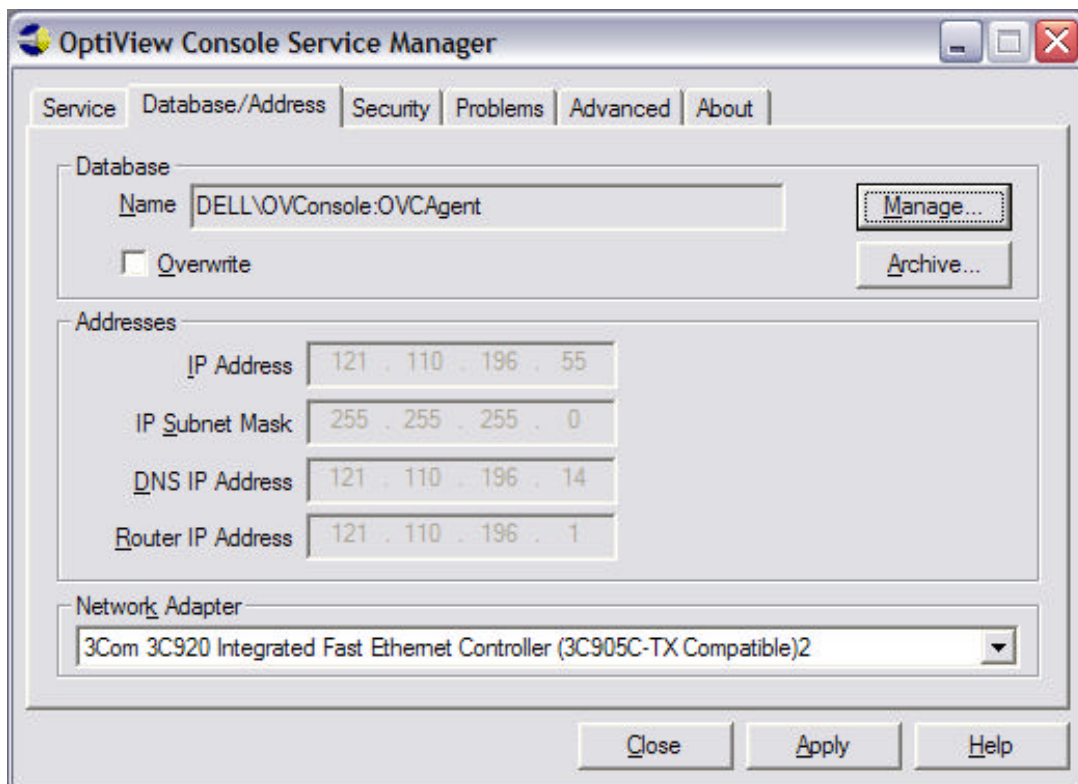 OptiView Console Service Manager
Service Database/Address Security Problems Advanced About
Database
Name DELL\OVConsole:OVCAgent Manage...
Overwrite Archive...
Addresses
IP Address 121 . 110 . 196 . 55
IP Subnet Mask 255 . 255 . 255 . 0
DNS IP Address 121 . 110 . 196 . 14
Router IP Address 121 . 110 . 196 . 1
Network Adapter
3Com 3C920 Integrated Fast Ethernet Controller (3C905C-TX Compatible)2
Close Apply Help